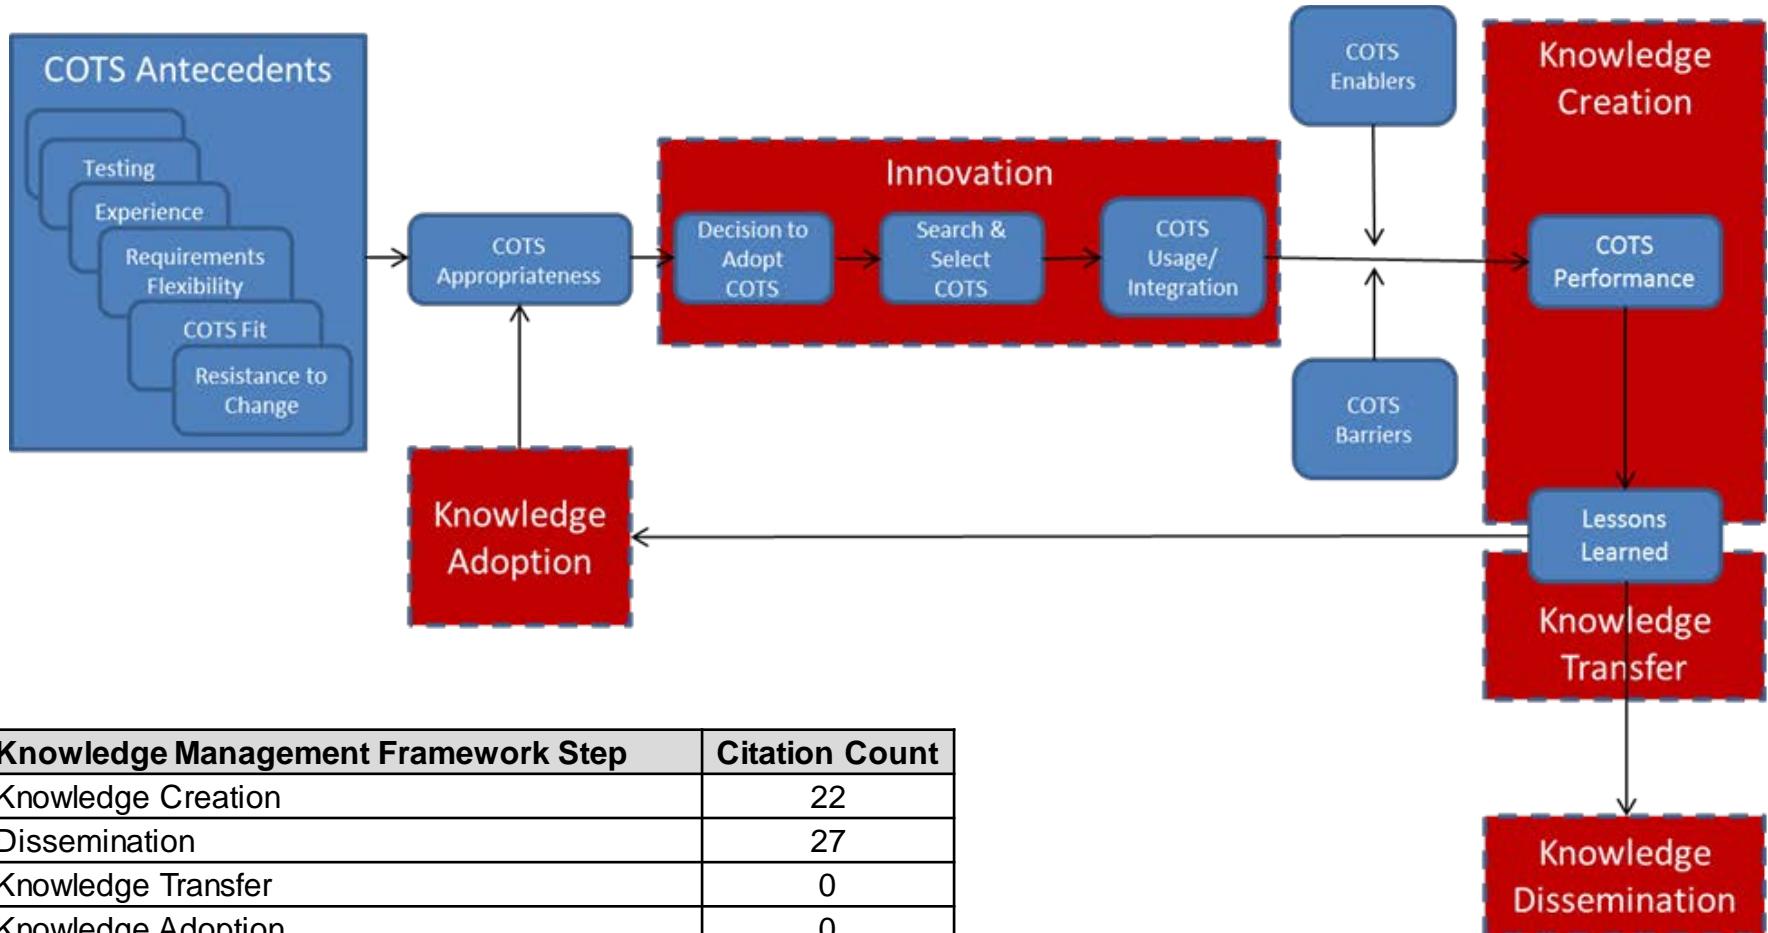 COTS Antecedents
Testing
Experience
Requirements
Flexibility
COTS Fit
Resistance to
Change
COTS
Appropriateness
Innovation
Decision to
Adopt
COTS
Search &
Select
COTS
COTS
Usage/
Integration
COTS
Enablers
COTS
Barriers
Knowledge
Creation
COTS
Performance
Lessons
Learned
Knowledge
Adoption
Knowledge
Transfer
Knowledge
Dissemination
Knowledge Management Framework Step Citation Count
Knowledge Creation 22
Dissemination 27
Knowledge Transfer 0
Knowledge Adoption 0